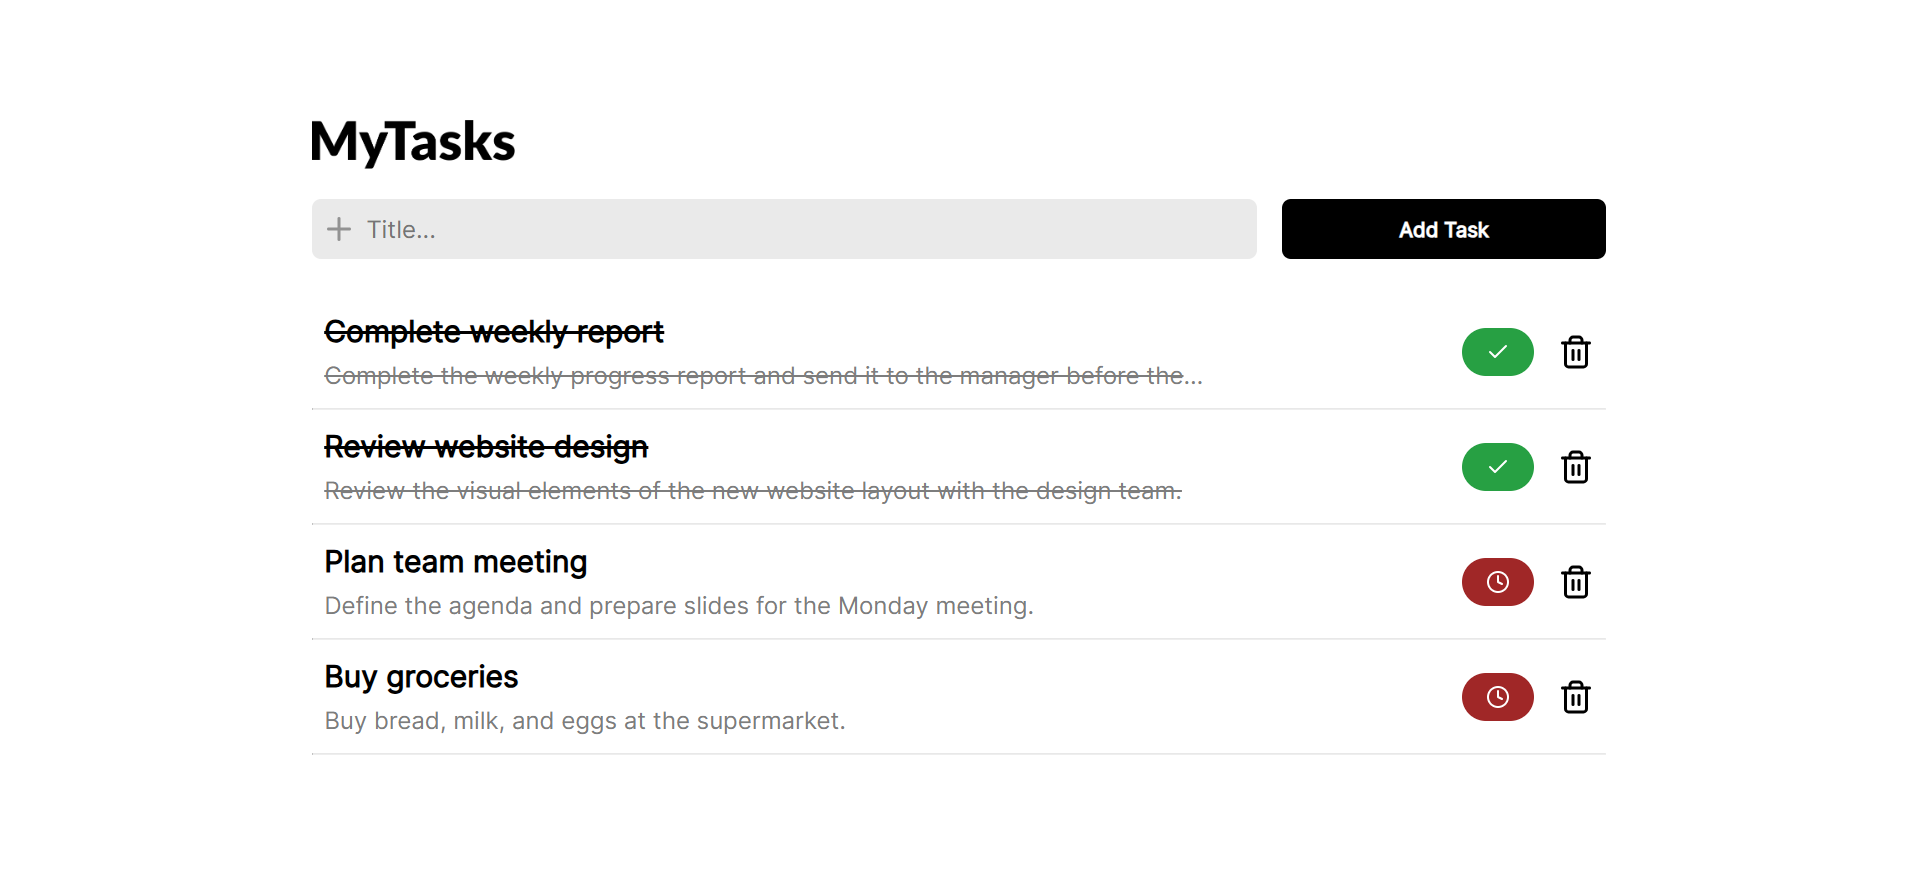 MyTasks
Title...
Add Task
Complete weekly report
Complete the weekly progress report and send it to the manager before the...
Review website design
Review the visual elements of the new website layout with the design team.
Plan team meeting
Define the agenda and prepare slides for the Monday meeting.
Buy groceries
Buy bread, milk, and eggs at the supermarket.